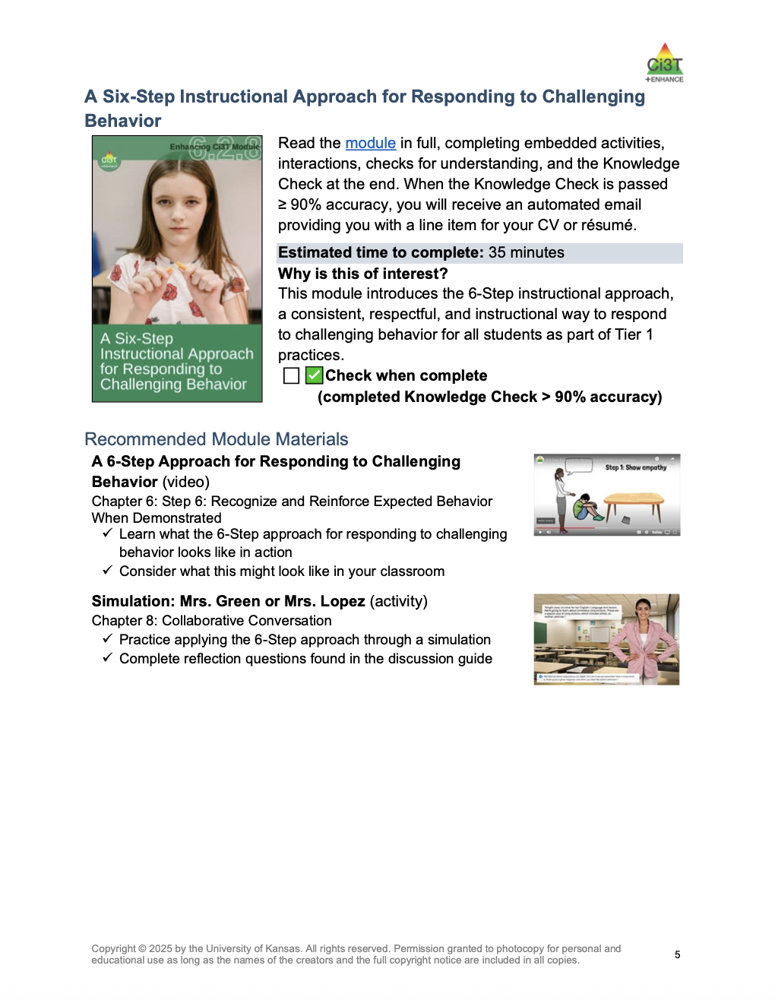 Ci3T
+ENHANCE
A Six-Step Instructional Approach for Responding to Challenging
Behavior
Enhancing Ci3T Module
6.2.8
Ci3T
+ENHANCE
A Six-Step
Instructional Approach
for Responding to
Challenging Behavior
Read the module in full, completing embedded activities,
interactions, checks for understanding, and the Knowledge
Check at the end. When the Knowledge Check is passed
≥ 90% accuracy, you will receive an automated email
providing you with a line item for your CV or résumé.
Estimated time to complete: 35 minutes
Why is this of interest?
This module introduces the 6-Step instructional approach,
a consistent, respectful, and instructional way to respond
to challenging behavior for all students as part of Tier 1
practices.
☐ ✅Check when complete
(completed Knowledge Check > 90% accuracy)
Recommended Module Materials
A 6-Step Approach for Responding to Challenging
Behavior (video)
Chapter 6: Step 6: Recognize and Reinforce Expected Behavior
When Demonstrated
✓ Learn what the 6-Step approach for responding to challenging
behavior looks like in action
✓ Consider what this might look like in your classroom
Step 1: Show empathy
YouTube
Simulation: Mrs. Green or Mrs. Lopez (activity)
Chapter 8: Collaborative Conversation
✓ Practice applying the 6-Step approach through a simulation
✓ Complete reflection questions found in the discussion guide
Copyright © 2025 by the University of Kansas. All rights reserved. Permission granted to photocopy for personal and
educational use as long as the names of the creators and the full copyright notice are included in all copies.
5